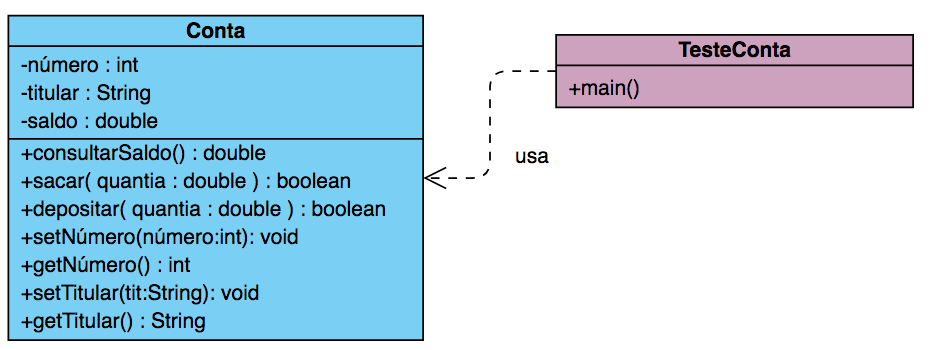 Conta
-número : int
-titular : String
-saldo : double
+consultarSaldo() : double
+sacar( quantia : double ) : boolean
+depositar( quantia : double ) : boolean
+setNúmero(número:int): void
+getNúmero() : int
+setTitular(tit:String): void
+getTitular() : String
TesteConta
+main()
usa